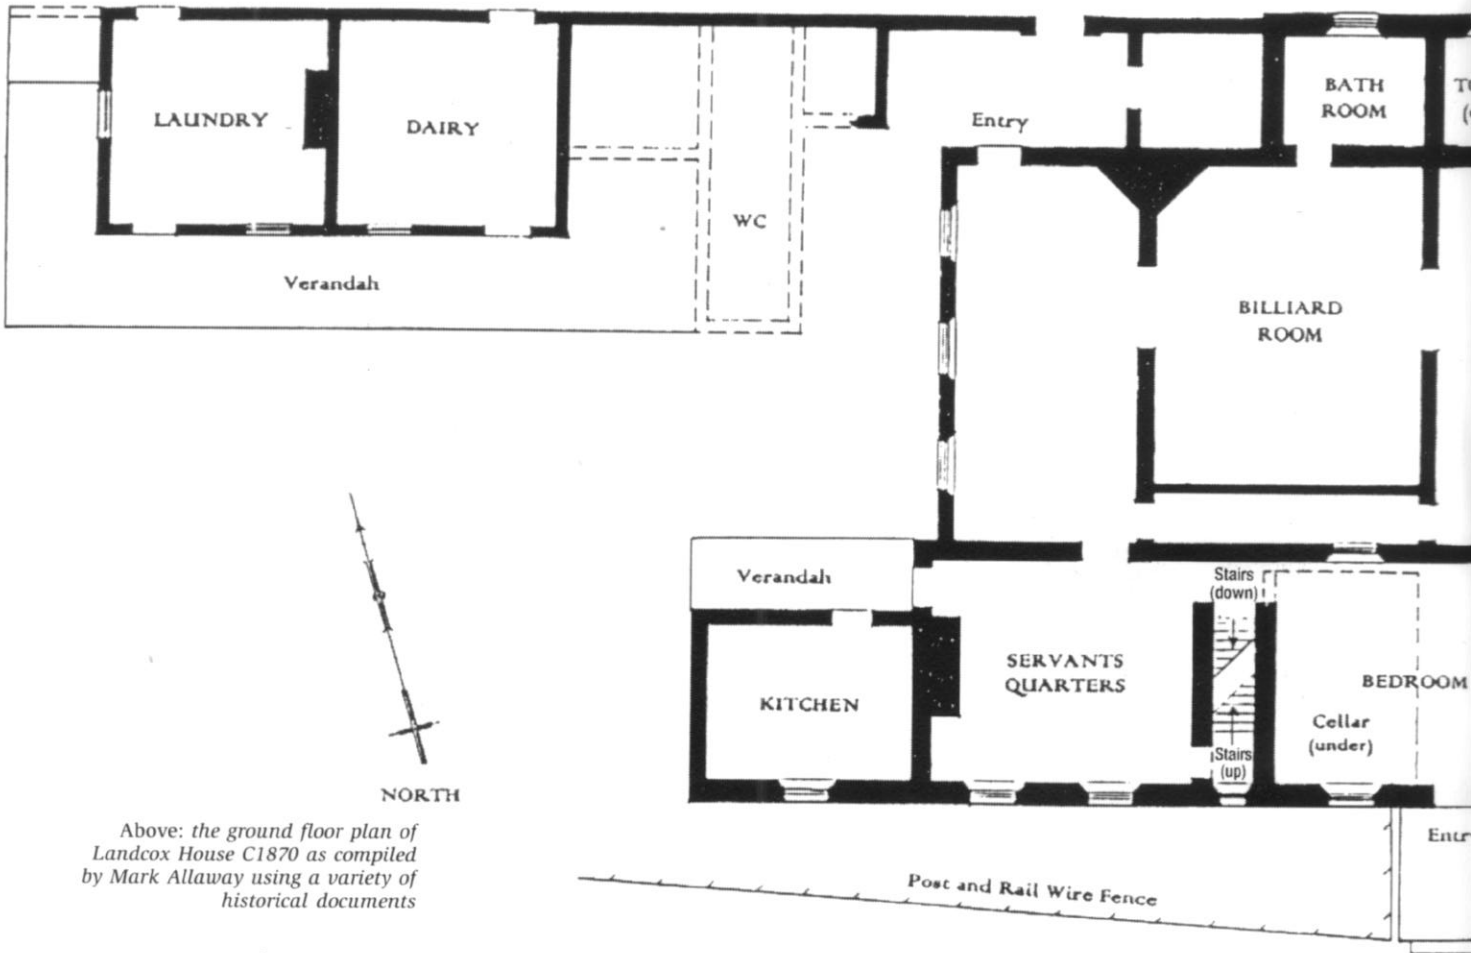 LAUNDRY
DAIRY
WC
Verandah
Entry
BATH
ROOM
BILLIARD
ROOM
Verandah
KITCHEN
SERVANTS
QUARTERS
Stairs
(down)
Stairs
(up)
BEDROOM
Cellar
(under)
NORTH
Above: the ground floor plan of
Landcox House C1870 as compiled
by Mark Allaway using a variety of
historical documents
Post and Rail Wire Fence